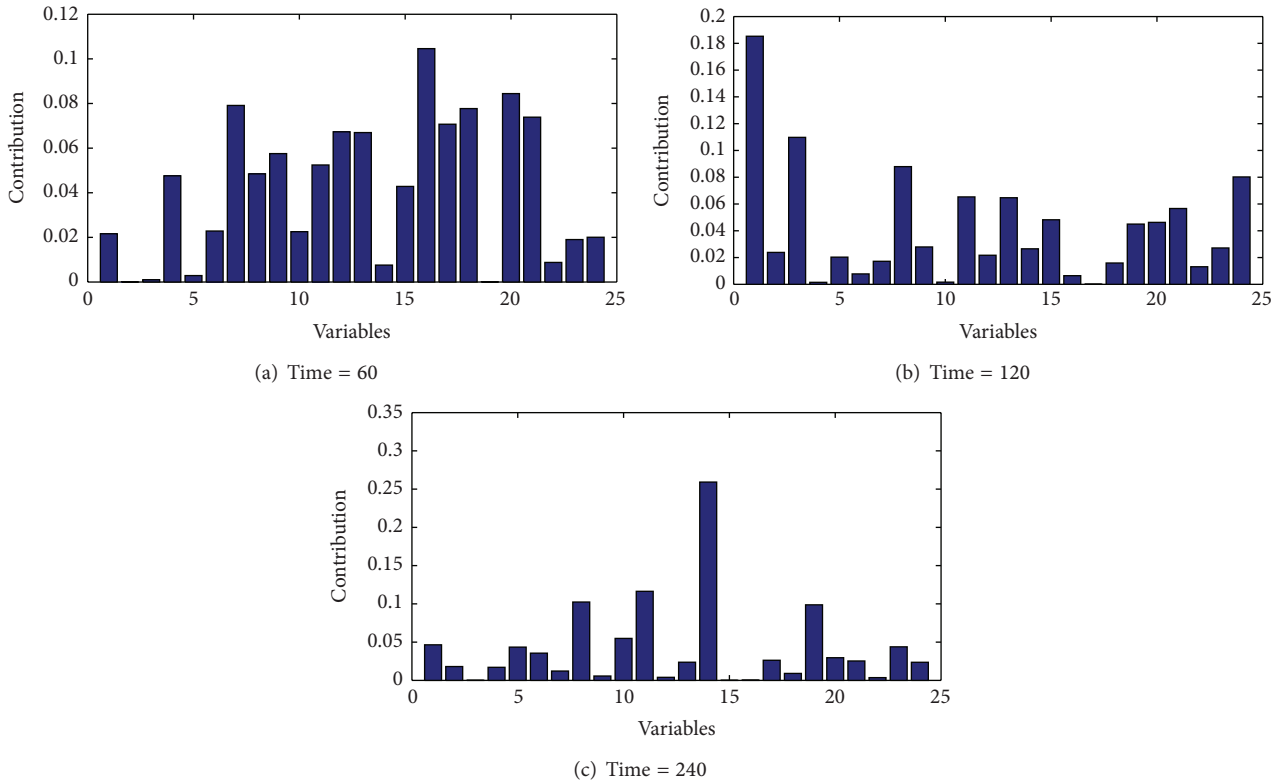 0.12
0.1
0.08
0.06
0.04
0.02
0
Contribution
0 5 10 15 20 25
Variables
(a) Time = 60
0.2
0.18
0.16
0.14
0.12
0.1
0.08
0.06
0.04
0.02
0
Contribution
0 5 10 15 20 25
Variables
(b) Time = 120
0.35
0.3
0.25
0.2
0.15
0.1
0.05
0
Contribution
0 5 10 15 20 25
Variables
(c) Time = 240